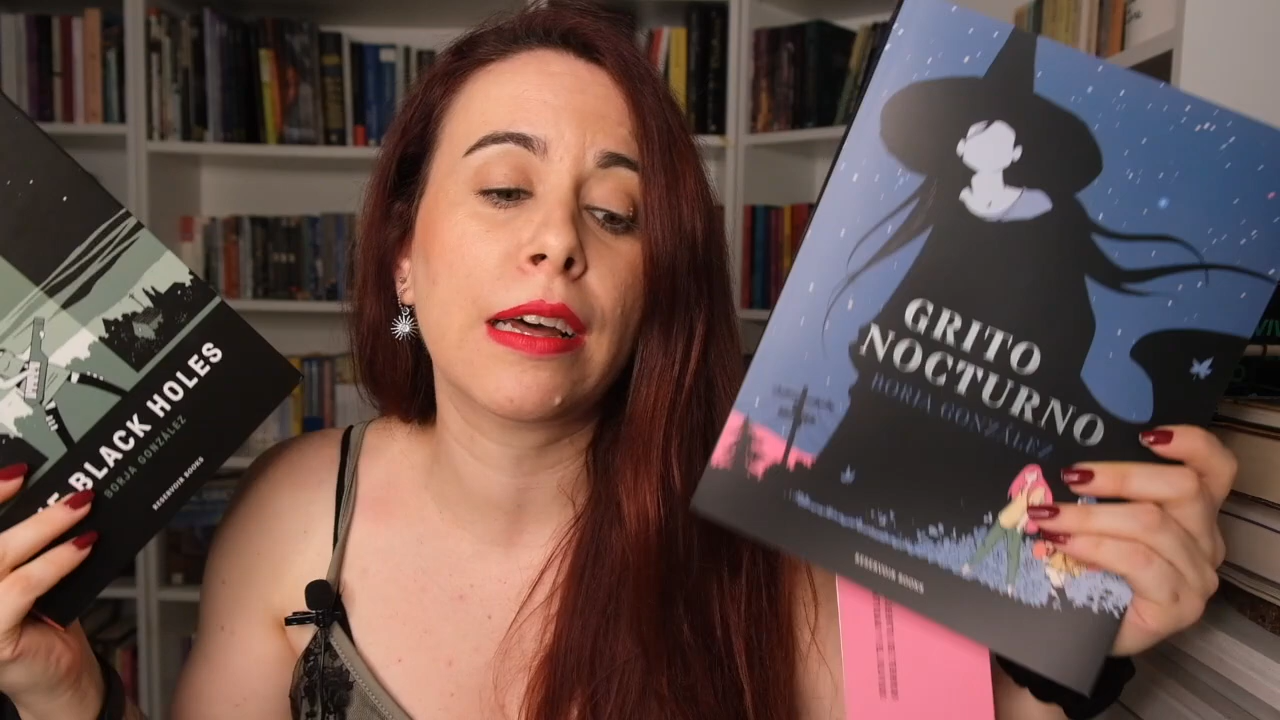 E BLACK HOLES
BORJA GONZÁLEZ
RESERVOIR BOOKS
GRITO
NOCTURNO
BORJA GONZÁLEZ
RESERVOIR BOOKS